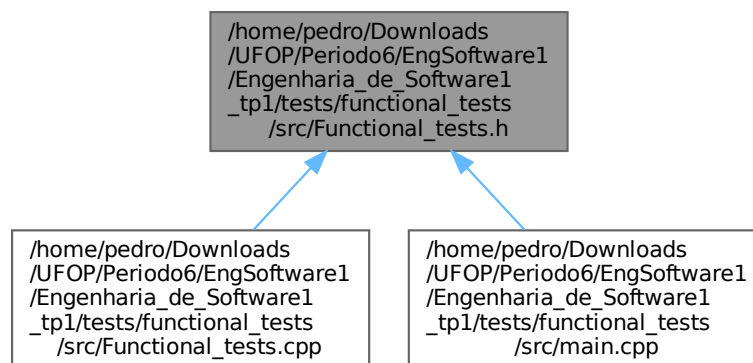 /home/pedro/Downloads
/UFOP/Periodo6/EngSoftware1
/Engenharia_de_Software1
_tp1/tests/functional_tests
/src/Functional_tests.h
/home/pedro/Downloads
/UFOP/Periodo6/EngSoftware1
/Engenharia_de_Software1
_tp1/tests/functional_tests
/src/Functional_tests.cpp
/home/pedro/Downloads
/UFOP/Periodo6/EngSoftware1
/Engenharia_de_Software1
_tp1/tests/functional_tests
/src/main.cpp